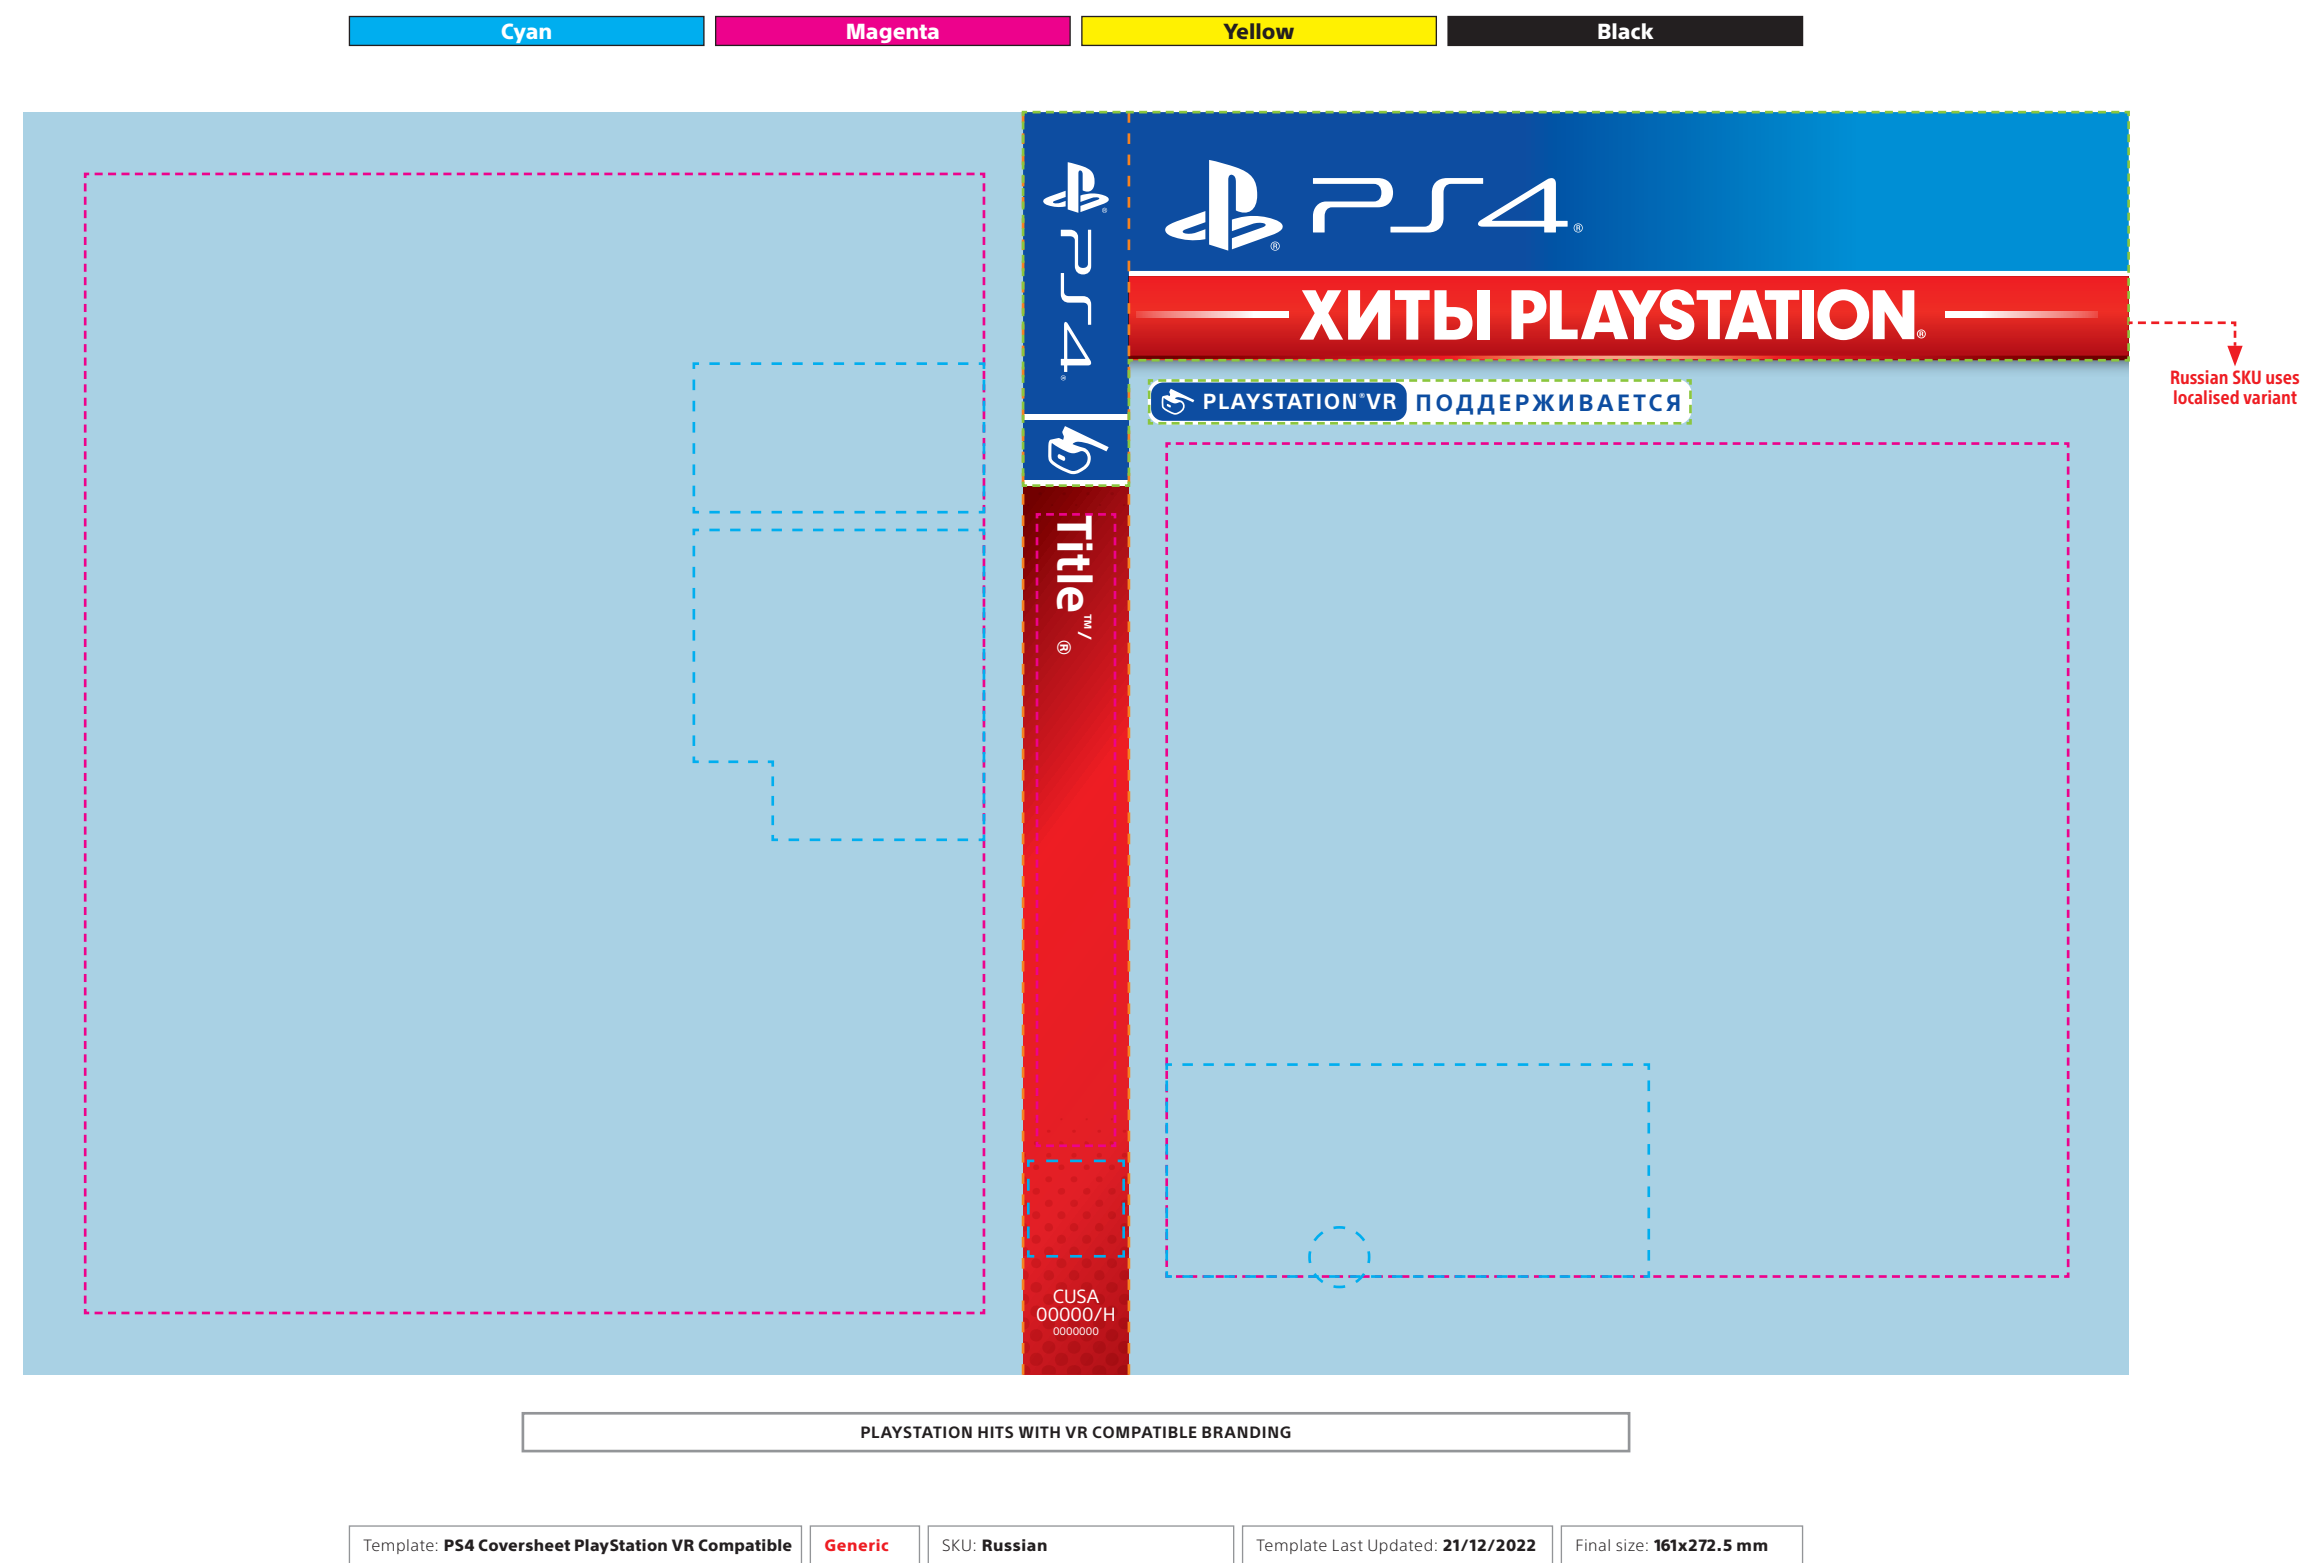 Cyan
Magenta
Yellow
Black
PS4®
ХИТЫ PLAYSTATION®
Russian SKU uses
localised variant
PLAYSTATION®VR ПОДДЕРЖИВАЕТСЯ
PS4®
Title™/®
CUSA
00000/H
0000000
PLAYSTATION HITS WITH VR COMPATIBLE BRANDING
Template: PS4 Coversheet PlayStation VR Compatible
Generic
SKU: Russian
Template Last Updated: 21/12/2022
Final size: 161x272.5 mm